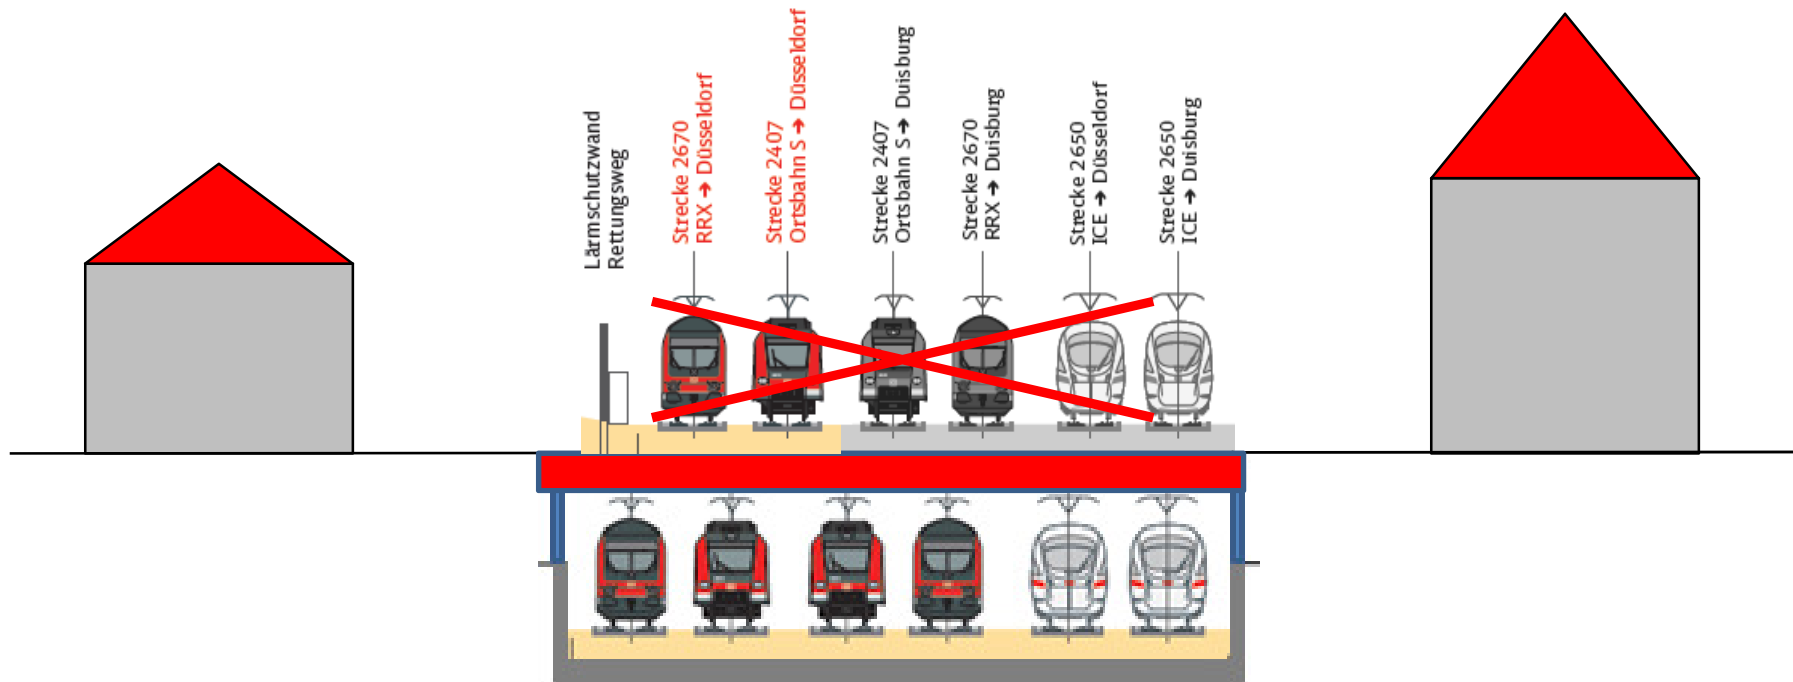 Lärmschutzwand
Rettungsweg
Strecke 2670
RRX → Düsseldorf
Strecke 2407
Ortsbahn S → Düsseldorf
Strecke 2407
Ortsbahn S → Duisburg
Strecke 2670
RRX → Duisburg
Strecke 2650
ICE → Düsseldorf
Strecke 2650
ICE → Duisburg